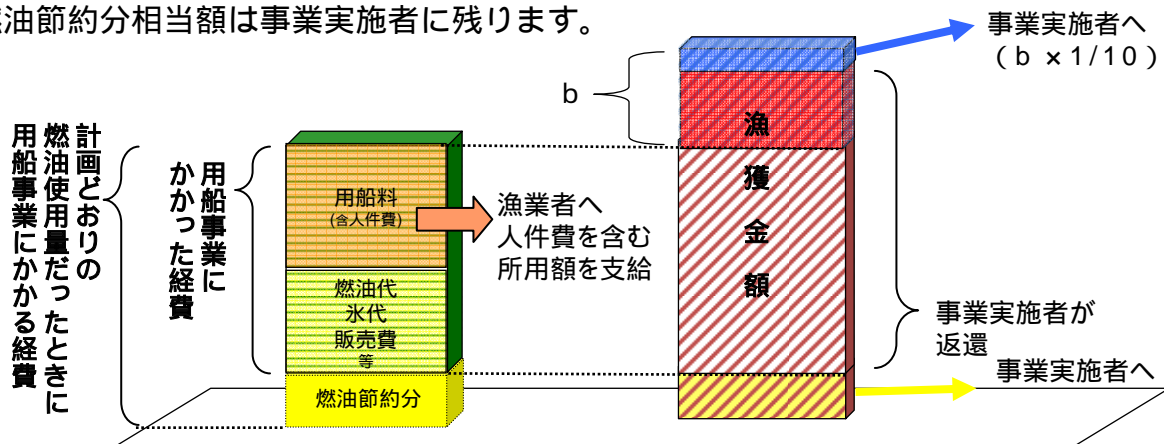 燃油節約分相当額は事業実施者に残ります。
事業実施者へ
（ｂ ×1/10）
b
計画どおりの
燃油使用量だったときに
用船事業にかかる経費
用船事業に
かかった経費
用船料
(含人件費)
漁業者へ
人件費を含む
所用額を支給
燃油代
氷代
販売費
等
燃油節約分
漁獲金額
事業実施者が
返還
事業実施者へ